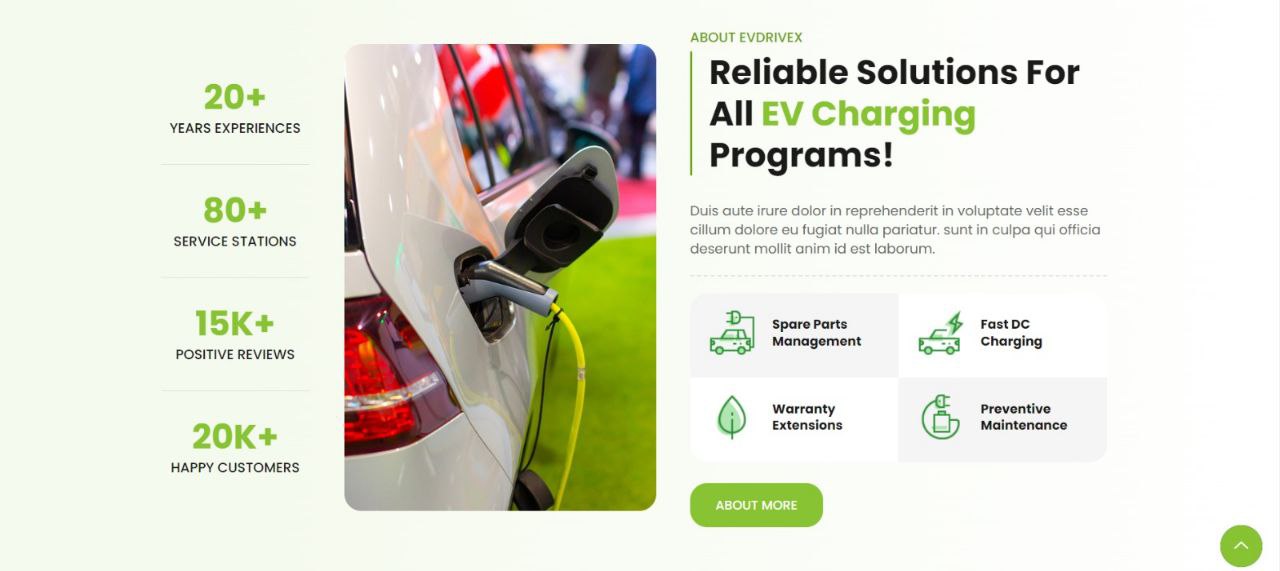 20+
YEARS EXPERIENCES
80+
SERVICE STATIONS
15K+
POSITIVE REVIEWS
20K+
HAPPY CUSTOMERS
ABOUT EVDRIVEX
Reliable Solutions For
All EV Charging
Programs!
Duis aute irure dolor in reprehenderit in voluptate velit esse
cillum dolore eu fugiat nulla pariatur. sunt in culpa qui officia
deserunt mollit anim id est laborum.
Spare Parts
Management
Fast DC
Charging
Warranty
Extensions
Preventive
Maintenance
ABOUT MORE